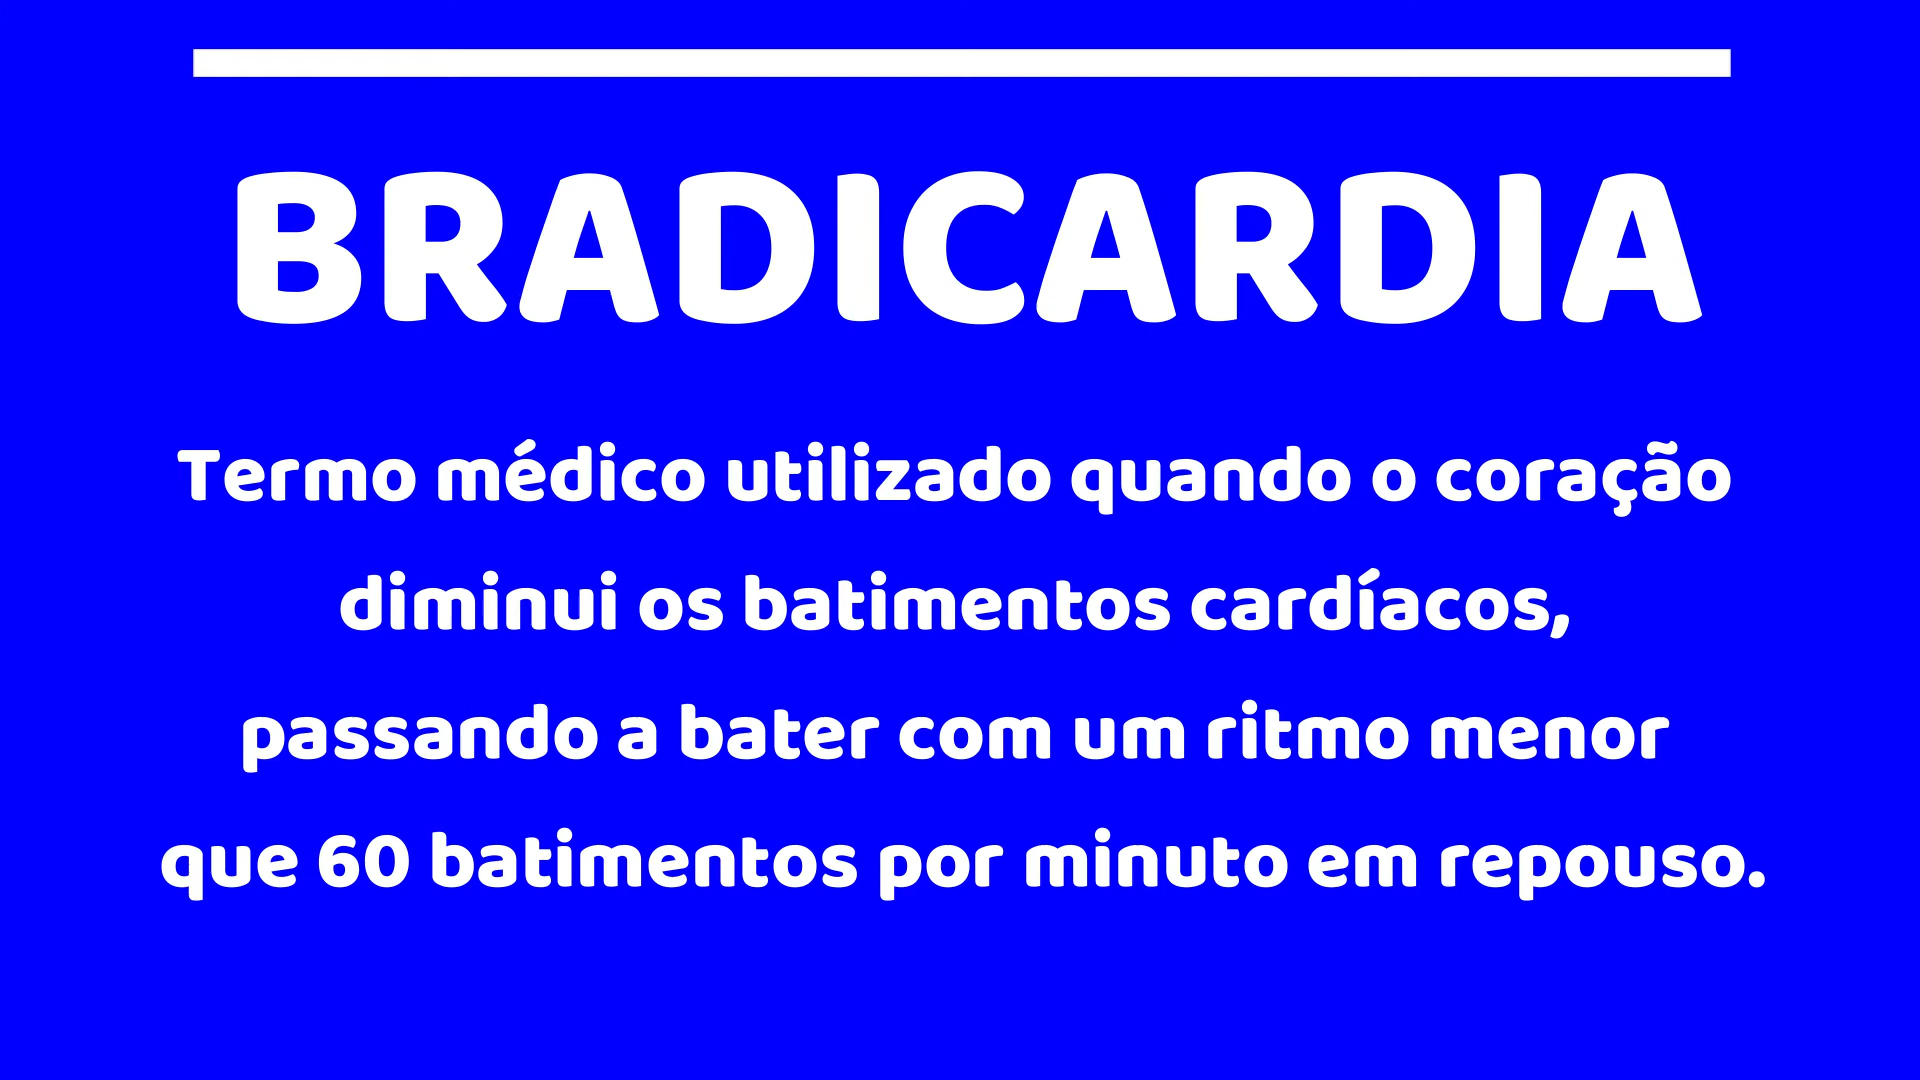 BRADICARDIA
Termo médico utilizado quando o coração
diminui os batimentos cardíacos,
passando a bater com um ritmo menor
que 60 batimentos por minuto em repouso.